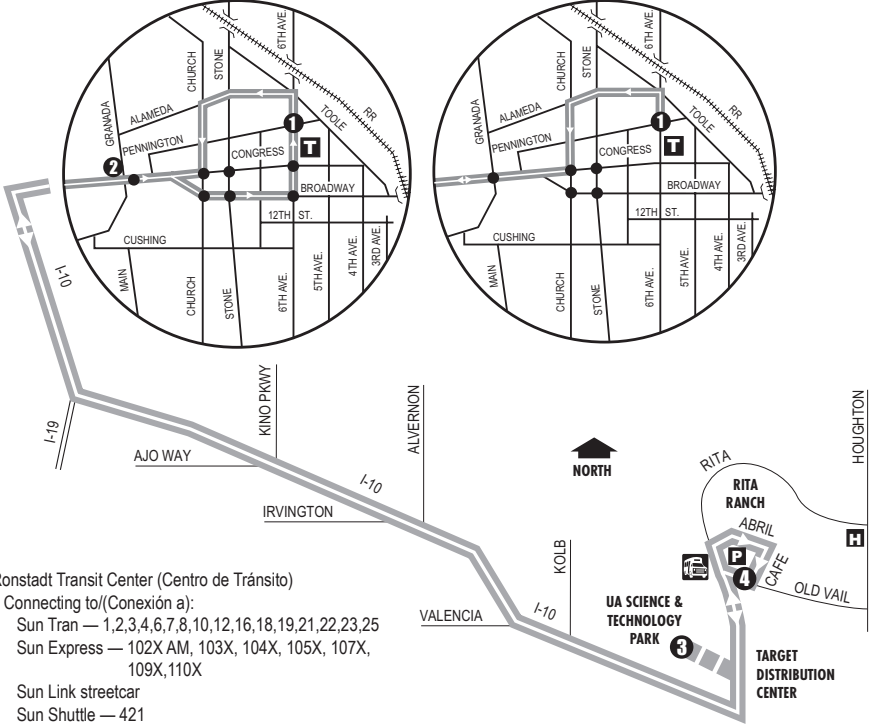 6TH AVE.
CHURCH
STONE
GRANADA
ALAMEDA
PENNINGTON
TOOLE
RR
1
T
2
CONGRESS
BROADWAY
12TH ST.
CUSHING
MAIN
CHURCH
STONE
6TH AVE.
5TH AVE.
4TH AVE.
3RD AVE.
6TH AVE.
CHURCH
STONE
GRANADA
ALAMEDA
PENNINGTON
TOOLE
RR
1
T
CONGRESS
BROADWAY
12TH ST.
CUSHING
MAIN
CHURCH
STONE
6TH AVE.
5TH AVE.
4TH AVE.
3RD AVE.
I-10
I-19
KINO PKWY
AJO WAY
ALVERNON
I-10
IRVINGTON
NORTH
HOUGHTON
RITA
RITA
RANCH
ABRIL
H
P
4
CAFE
OLD VAIL
KOLB
I-10
VALENCIA
UA SCIENCE &
TECHNOLOGY
PARK
3
TARGET
DISTRIBUTION
CENTER
Ronstadt Transit Center (Centro de Tránsito)
Connecting to/(Conexión a):
Sun Tran — 1,2,3,4,6,7,8,10,12,16,18,19,21,22,23,25
Sun Express — 102X AM, 103X, 104X, 105X, 107X,
109X,110X
Sun Link streetcar
Sun Shuttle — 421